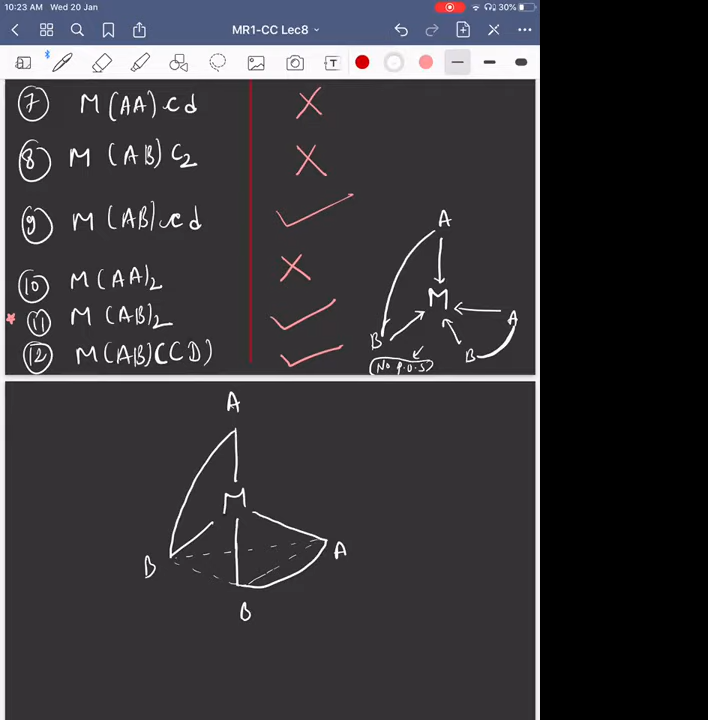 10:23 AM Wed 20 Jan
30%
MR1-CC Lec8
T
7 M(AA)cd ×
8 M(AB)C2 ×
9 M(AB)cd ✓
10 M(AA)2 ×
* 11 M(AB)2 ✓
12 M(AB)(CD) ✓
A
M
A
B
B
(No P.O.S)
A
M
B
A
B